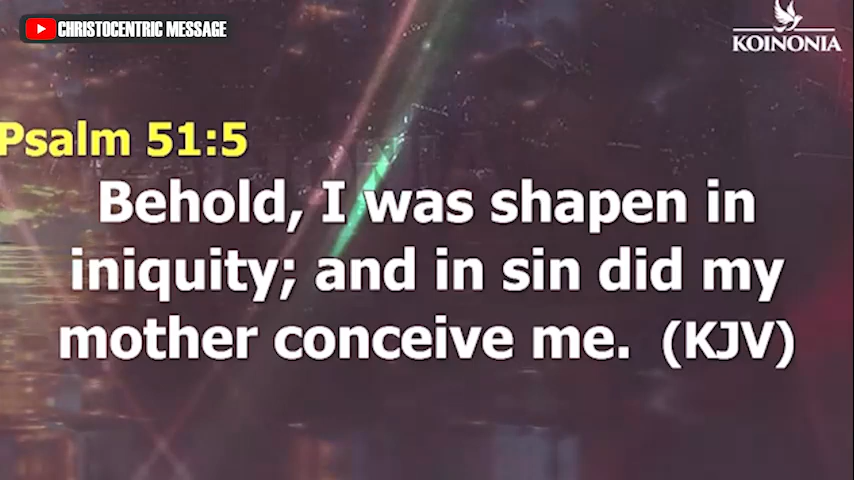 CHRISTOCENTRIC MESSAGE
KOINONIA
Psalm 51:5
Behold, I was shapen in
iniquity; and in sin did my
mother conceive me. (KJV)